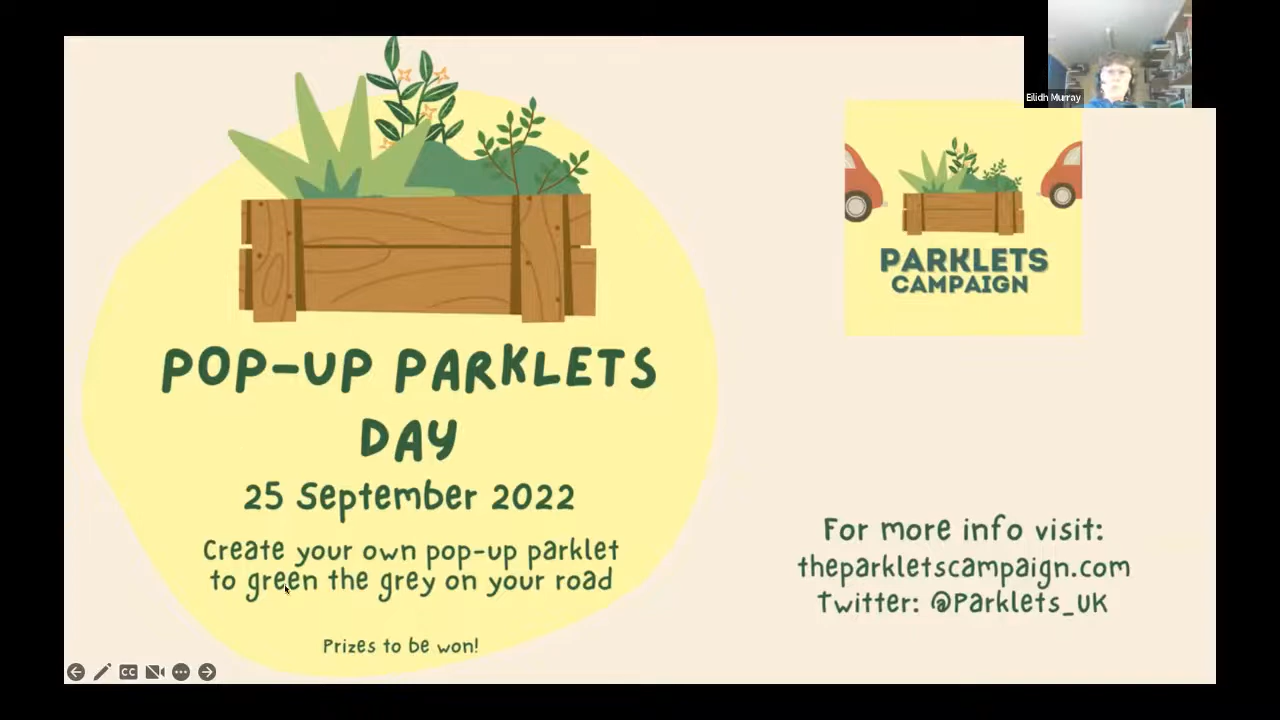 Eilidh Murray
PARKLETS
CAMPAIGN
POP-UP PARKLETS
DAY
25 September 2022
Create your own pop-up parklet
to green the grey on your road
Prizes to be won!
For more info visit:
theparkletscampaign.com
Twitter: @Parklets_UK
CC